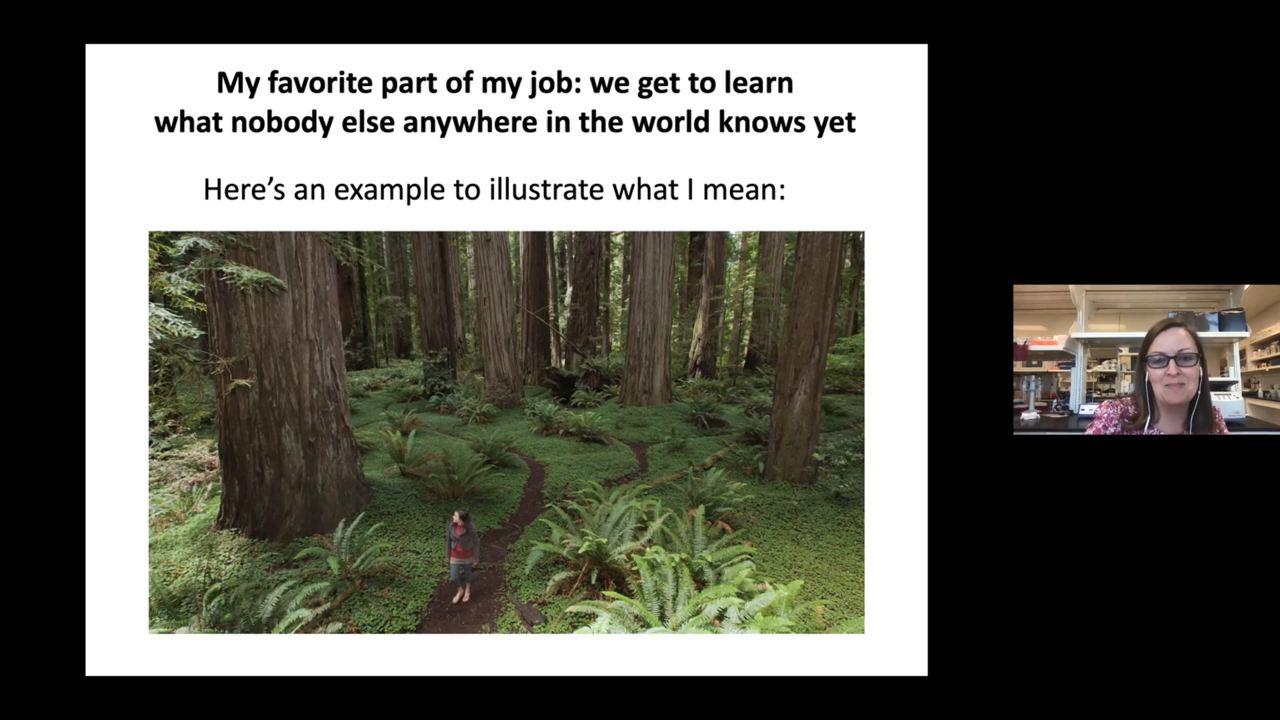 My favorite part of my job: we get to learn
what nobody else anywhere in the world knows yet
Here’s an example to illustrate what I mean: